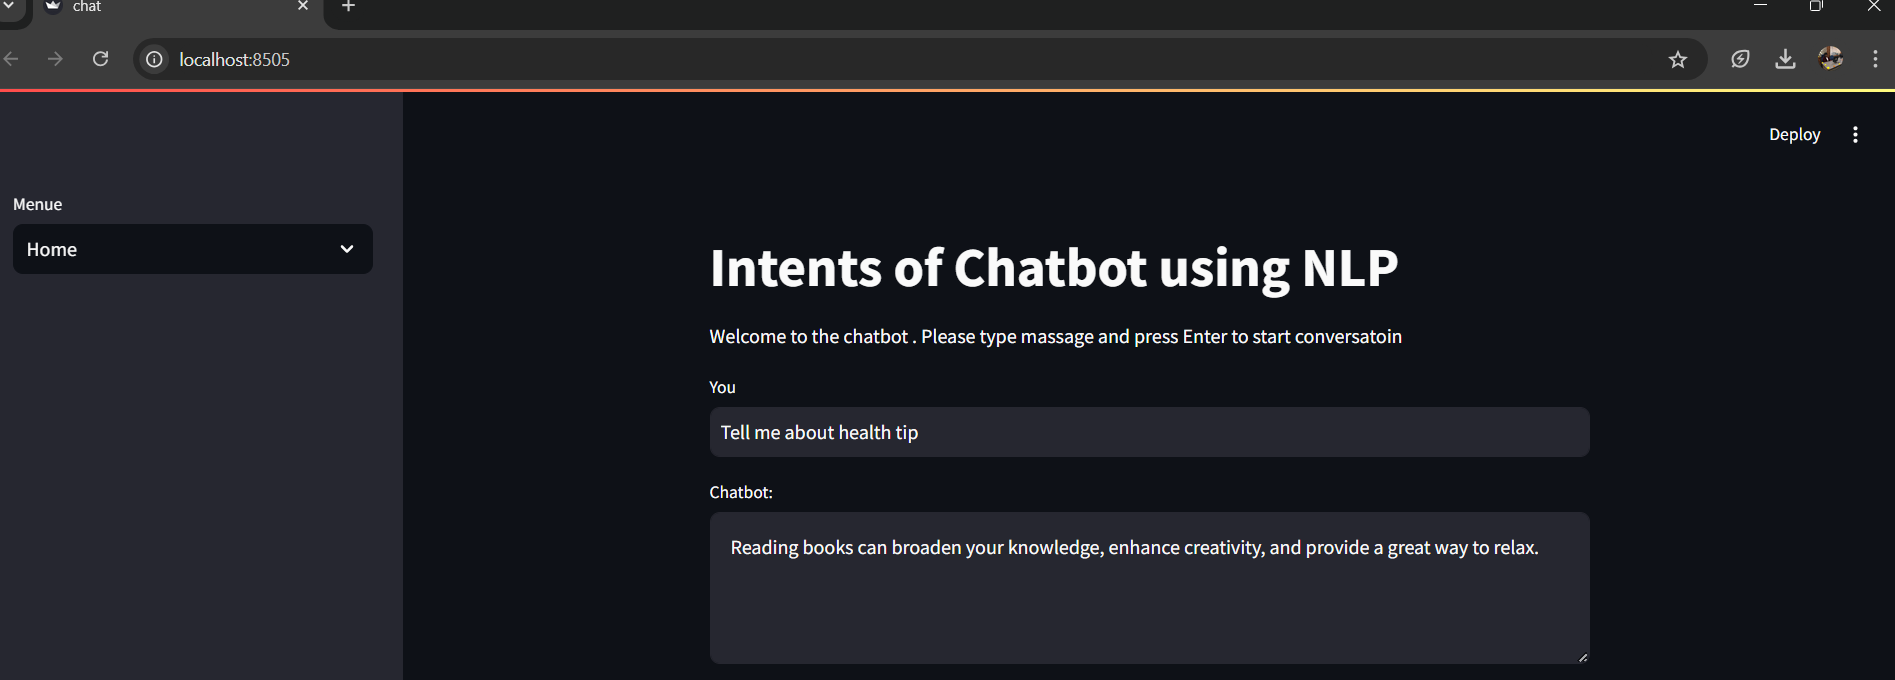 chat
localhost:8505
Deploy
Menue
Home
Intents of Chatbot using NLP
Welcome to the chatbot . Please type massage and press Enter to start conversatoin
You
Tell me about health tip
Chatbot:
Reading books can broaden your knowledge, enhance creativity, and provide a great way to relax.